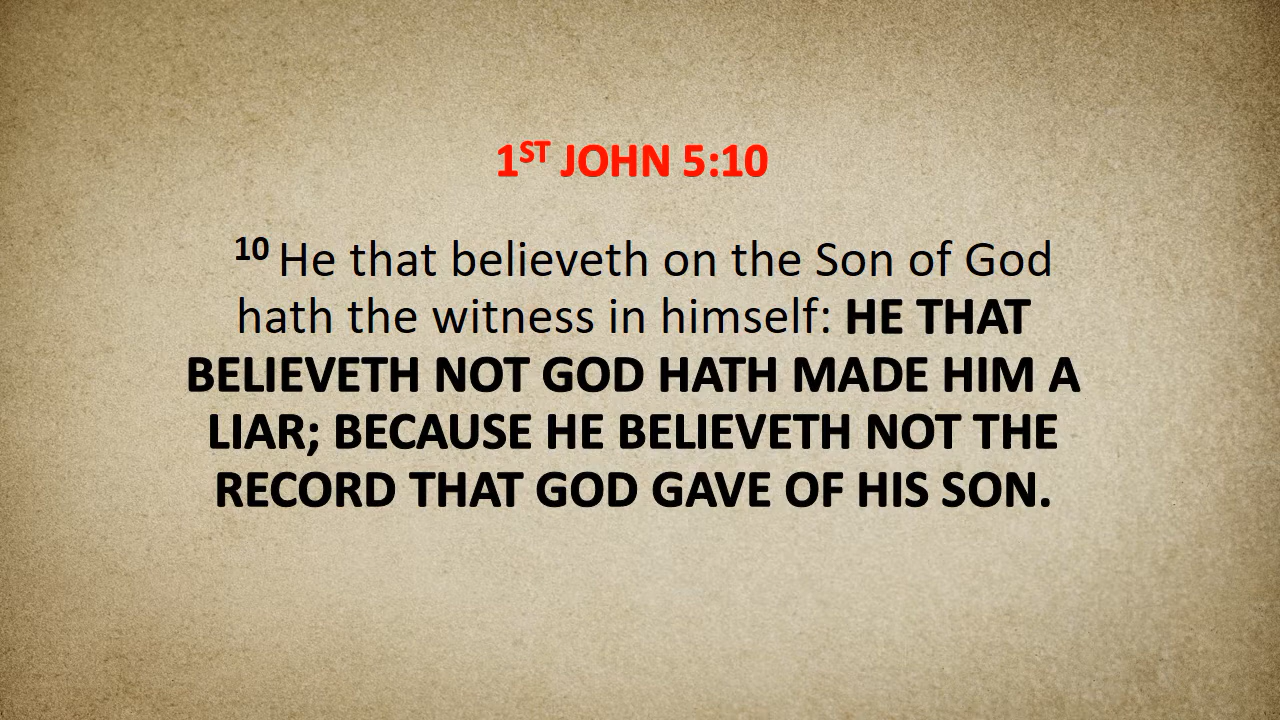 1ST JOHN 5:10
10 He that believeth on the Son of God
hath the witness in himself: HE THAT
BELIEVETH NOT GOD HATH MADE HIM A
LIAR; BECAUSE HE BELIEVETH NOT THE
RECORD THAT GOD GAVE OF HIS SON.